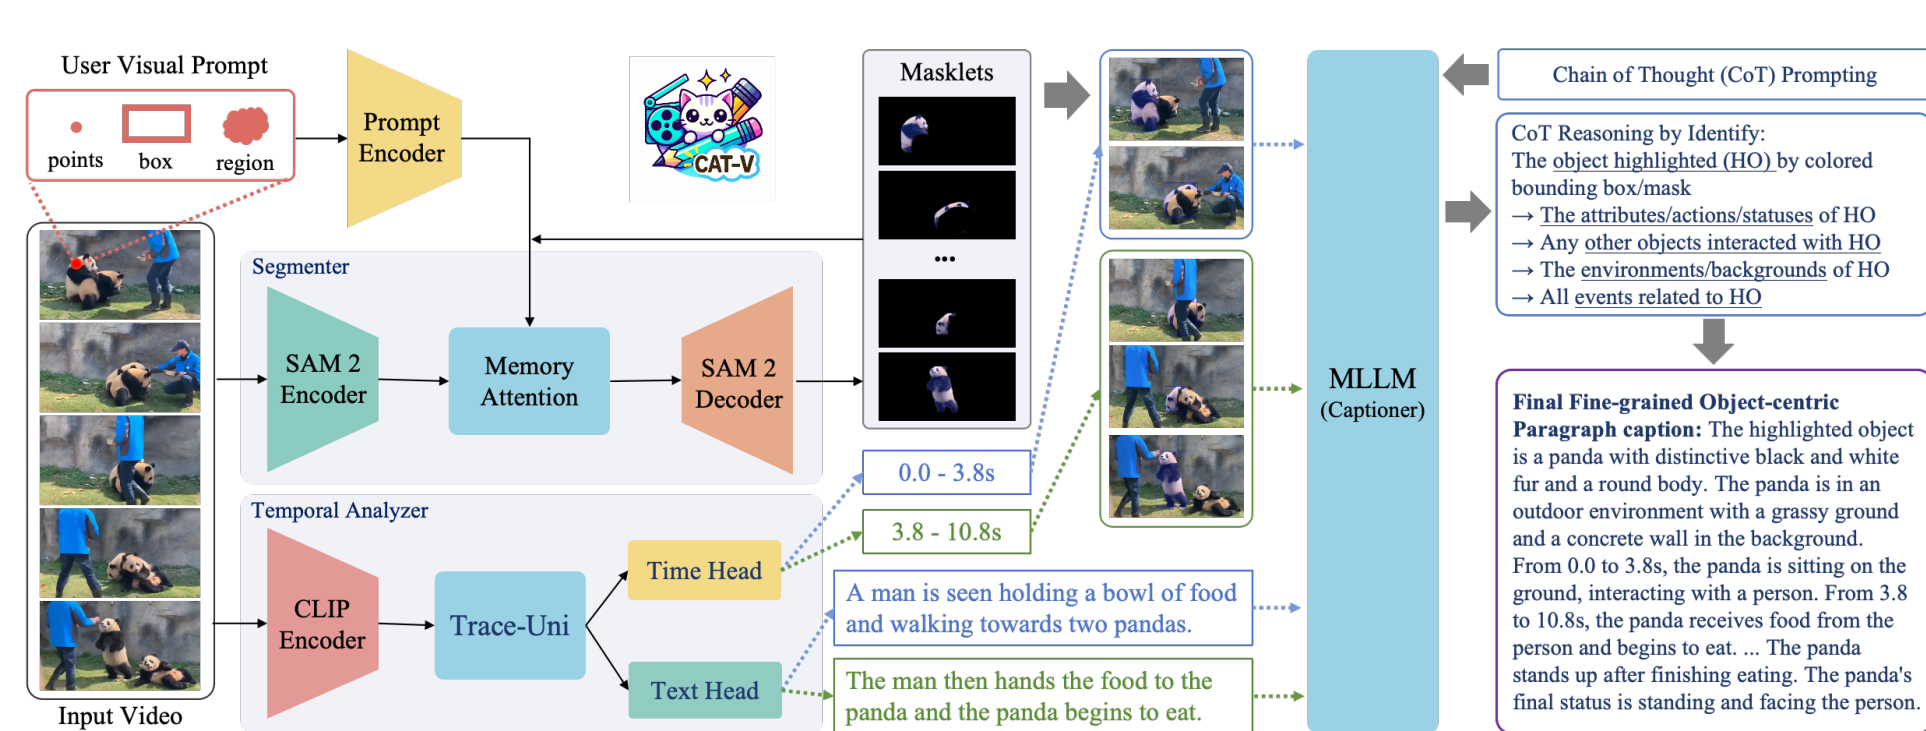 User Visual Prompt
points
box
region
Prompt
Encoder
CAT-V
Masklets
...
Chain of Thought (CoT) Prompting
CoT Reasoning by Identify:
The object highlighted (HO) by colored
bounding box/mask
→ The attributes/actions/statuses of HO
→ Any other objects interacted with HO
→ The environments/backgrounds of HO
→ All events related to HO
Segmenter
SAM 2
Encoder
Memory
Attention
SAM 2
Decoder
Temporal Analyzer
CLIP
Encoder
Trace-Uni
Time Head
Text Head
0.0 - 3.8s
3.8 - 10.8s
A man is seen holding a bowl of food
and walking towards two pandas.
The man then hands the food to the
panda and the panda begins to eat.
MLLM
(Captioner)
Final Fine-grained Object-centric
Paragraph caption: The highlighted object
is a panda with distinctive black and white
fur and a round body. The panda is in an
outdoor environment with a grassy ground
and a concrete wall in the background.
From 0.0 to 3.8s, the panda is sitting on the
ground, interacting with a person. From 3.8
to 10.8s, the panda receives food from the
person and begins to eat. ... The panda
stands up after finishing eating. The panda's
final status is standing and facing the person.
Input Video